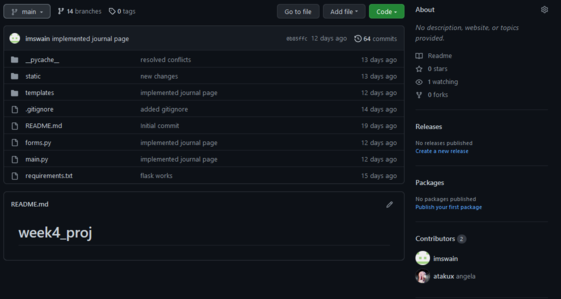 main
14 branches
0 tags
Go to file
Add file
Code
imswain implemented journal page
12 days ago
64 commits
__pycache__
resolved conflicts
13 days ago
static
new changes
13 days ago
templates
implemented journal page
12 days ago
.gitignore
added gitignore
14 days ago
README.md
Initial commit
19 days ago
forms.py
implemented journal page
12 days ago
main.py
implemented journal page
12 days ago
requirements.txt
flask works
15 days ago
README.md
week4_proj
About
No description, website, or topics
provided.
Readme
0 stars
1 watching
0 forks
Releases
No releases published
Create a new release
Packages
No packages published
Publish your first package
Contributors 2
imswain
atakux angela